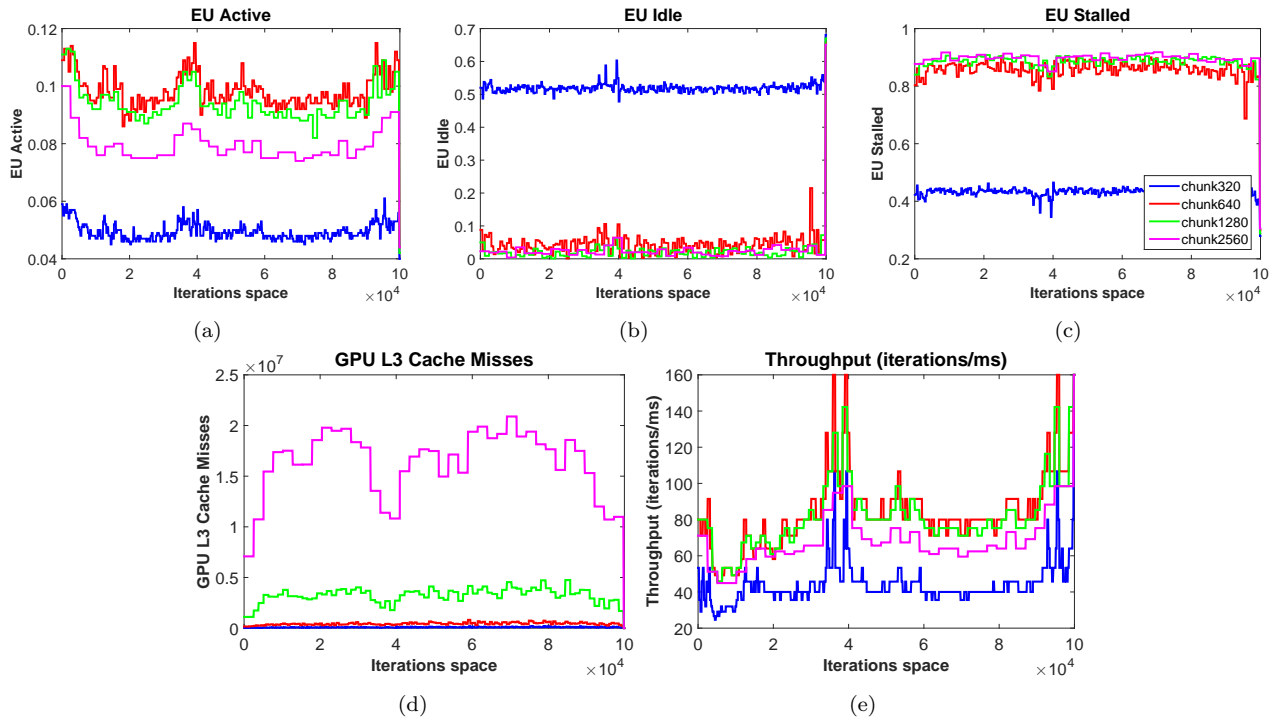 EU Active
EU Idle
EU Stalled
0.12
0.1
0.08
0.06
0.04
EU Active
0 2 4 6 8 10
Iterations space
×10^4
0.7
0.6
0.5
0.4
0.3
0.2
0.1
0
EU Idle
0 2 4 6 8 10
Iterations space
×10^4
1
0.8
0.6
0.4
0.2
EU Stalled
chunk320
chunk640
chunk1280
chunk2560
0 2 4 6 8 10
Iterations space
×10^4
(a)
(b)
(c)
GPU L3 Cache Misses
×10^7
2.5
2
1.5
1
0.5
0
GPU L3 Cache Misses
0 2 4 6 8 10
Iterations space
×10^4
Throughput (iterations/ms)
160
140
120
100
80
60
40
20
Throughput (iterations/ms)
0 2 4 6 8 10
Iterations space
×10^4
(d)
(e)